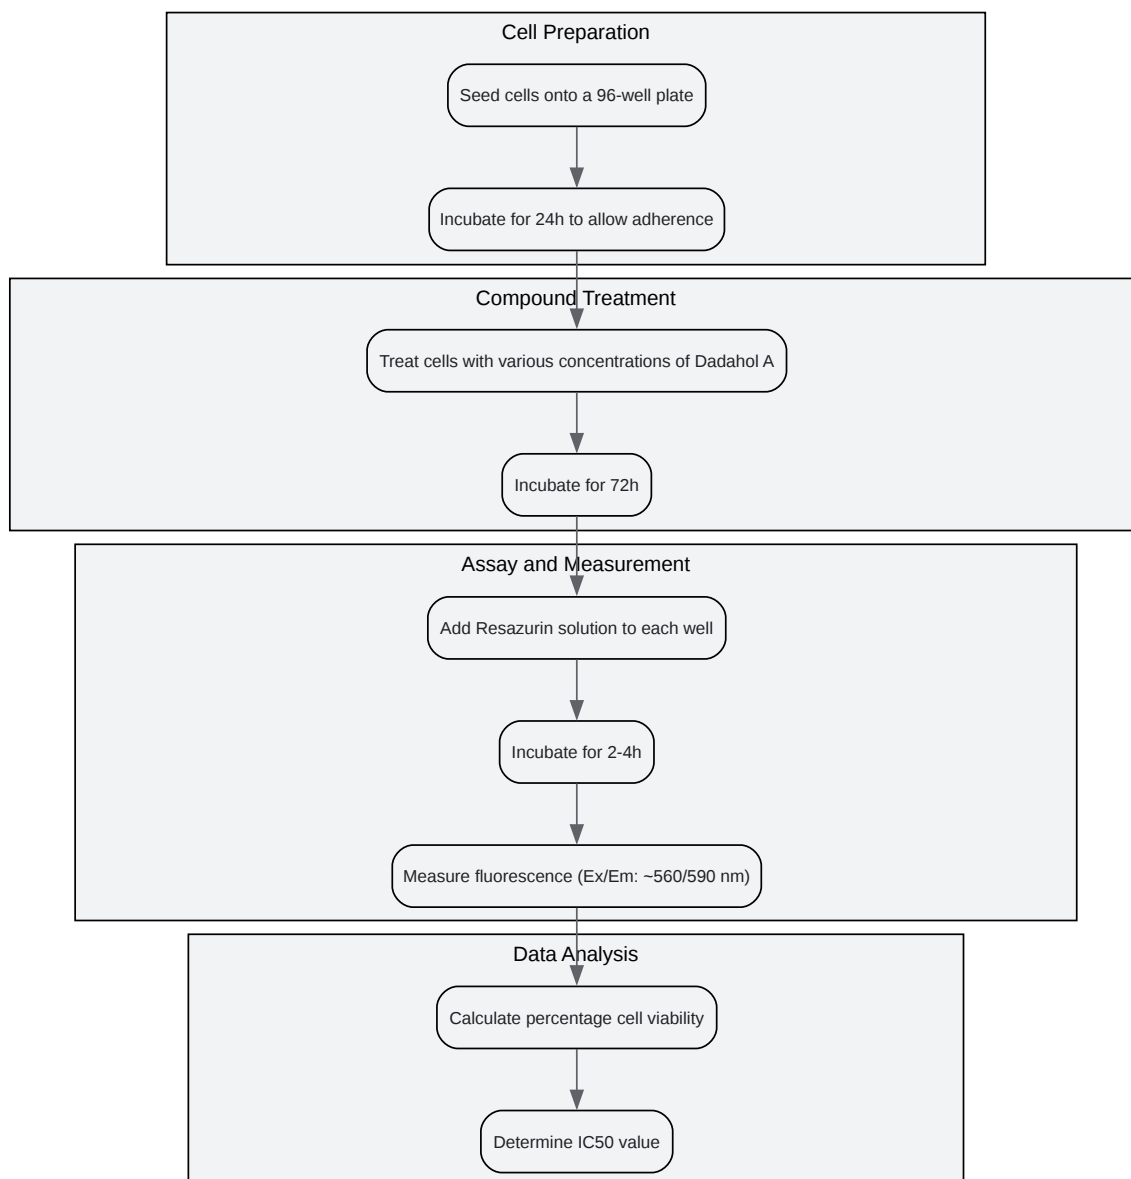 Cell Preparation
Seed cells onto a 96-well plate
Incubate for 24h to allow adherence
Compound Treatment
Treat cells with various concentrations of Dadahol A
Incubate for 72h
Assay and Measurement
Add Resazurin solution to each well
Incubate for 2-4h
Measure fluorescence (Ex/Em: ~560/590 nm)
Data Analysis
Calculate percentage cell viability
Determine IC50 value